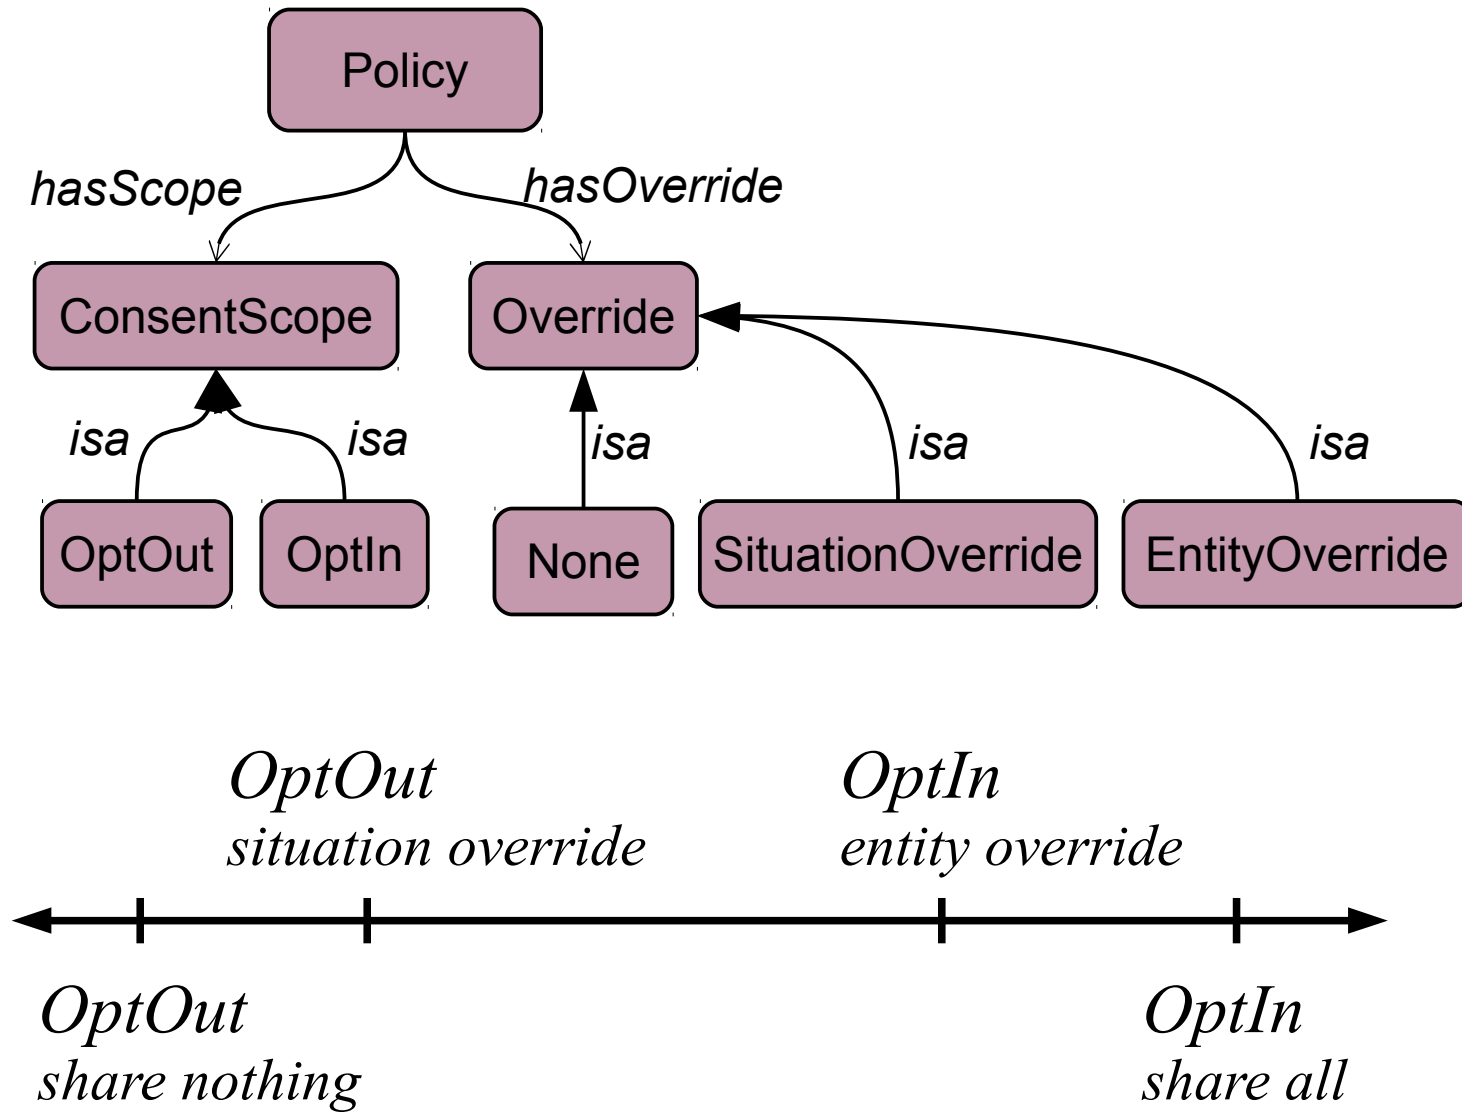 Policy
hasScope
hasOverride
ConsentScope
Override
isa
isa
isa
isa
isa
OptOut
OptIn
None
SituationOverride
EntityOverride
OptOut
situation override
OptIn
entity override
OptOut
share nothing
OptIn
share all